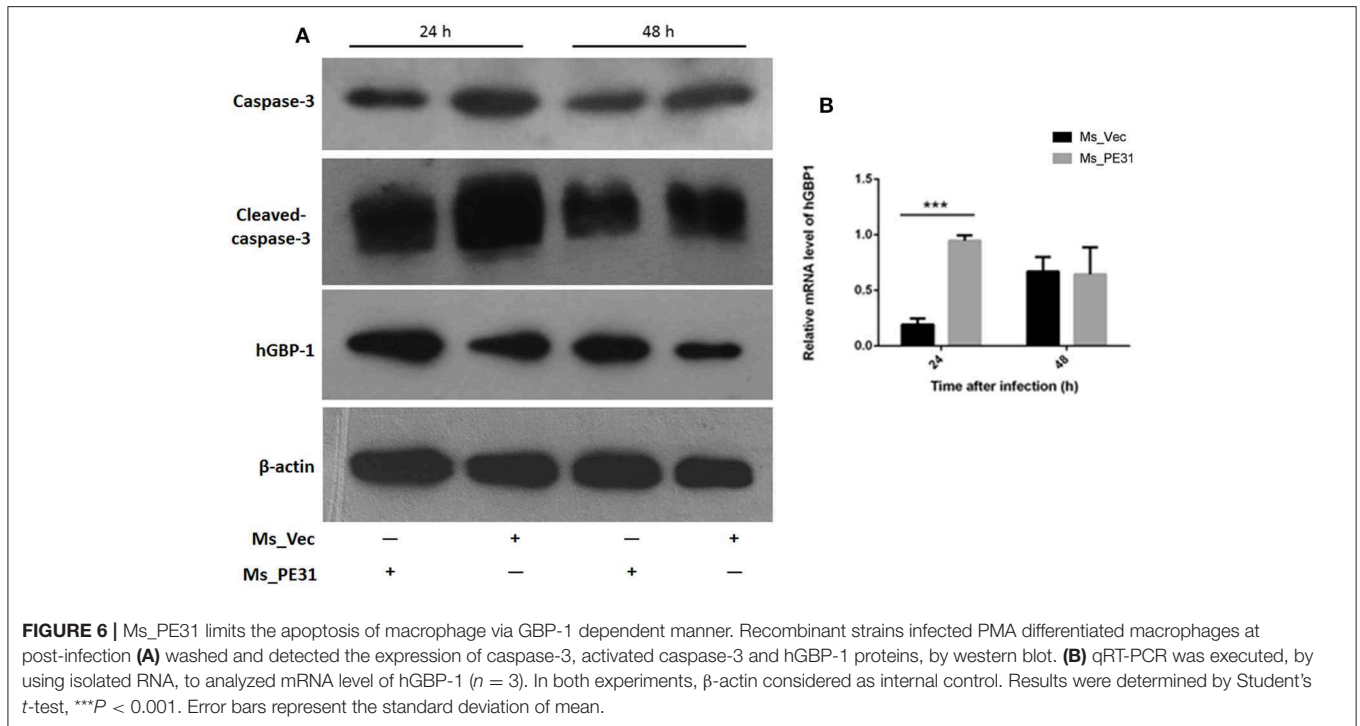 A
24 h 48 h
Caspase-3
Cleaved-
caspase-3
hGBP-1
β-actin
Ms_Vec — + — +
Ms_PE31 + — + —
B
Ms_Vec
Ms_PE31
Relative mRNA level of hGBP1
1.5
1.0
0.5
0.0
***
24 48
Time after infection (h)
FIGURE 6 | Ms_PE31 limits the apoptosis of macrophage via GBP-1 dependent manner. Recombinant strains infected PMA differentiated macrophages at
post-infection (A) washed and detected the expression of caspase-3, activated caspase-3 and hGBP-1 proteins, by western blot. (B) qRT-PCR was executed, by
using isolated RNA, to analyzed mRNA level of hGBP-1 (n = 3). In both experiments, β-actin considered as internal control. Results were determined by Student's
t-test, ***P < 0.001. Error bars represent the standard deviation of mean.